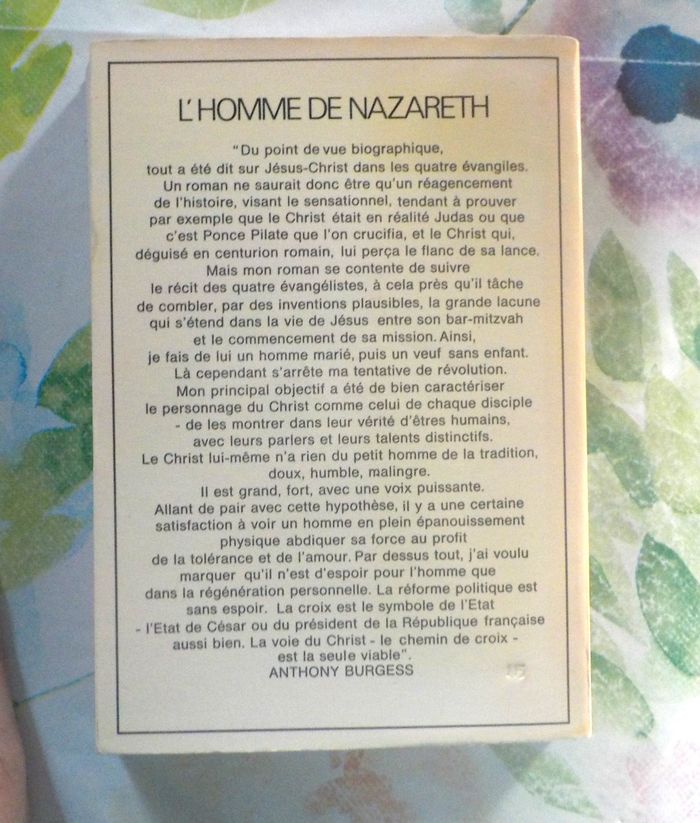 L'HOMME DE NAZARETH
"Du point de vue biographique,
tout a été dit sur Jésus-Christ dans les quatre évangiles.
Un roman ne saurait donc être qu'un réagencement
de l'histoire, visant le sensationnel, tendant à prouver
par exemple que le Christ était en réalité Judas ou que
c'est Ponce Pilate que l'on crucifia, et le Christ qui,
déguisé en centurion romain, lui perça le flanc de sa lance.
Mais mon roman se contente de suivre
le récit des quatre évangélistes, à cela près qu'il tâche
de combler, par des inventions plausibles, la grande lacune
qui s'étend dans la vie de Jésus entre son bar-mitzvah
et le commencement de sa mission. Ainsi,
je fais de lui un homme marié, puis un veuf sans enfant.
Là cependant s'arrête ma tentative de révolution.
Mon principal objectif a été de bien caractériser
le personnage du Christ comme celui de chaque disciple
- de les montrer dans leur vérité d'êtres humains,
avec leurs parlers et leurs talents distinctifs.
Le Christ lui-même n'a rien du petit homme de la tradition,
doux, humble, malingre.
Il est grand, fort, avec une voix puissante.
Allant de pair avec cette hypothèse, il y a une certaine
satisfaction à voir un homme en plein épanouissement
physique abdiquer sa force au profit
de la tolérance et de l'amour. Par dessus tout, j'ai voulu
marquer qu'il n'est d'espoir pour l'homme que
dans la régénération personnelle. La réforme politique est
sans espoir. La croix est le symbole de l'Etat
- l'Etat de César ou du président de la République française
aussi bien. La voie du Christ - le chemin de croix -
est la seule viable".
ANTHONY BURGESS